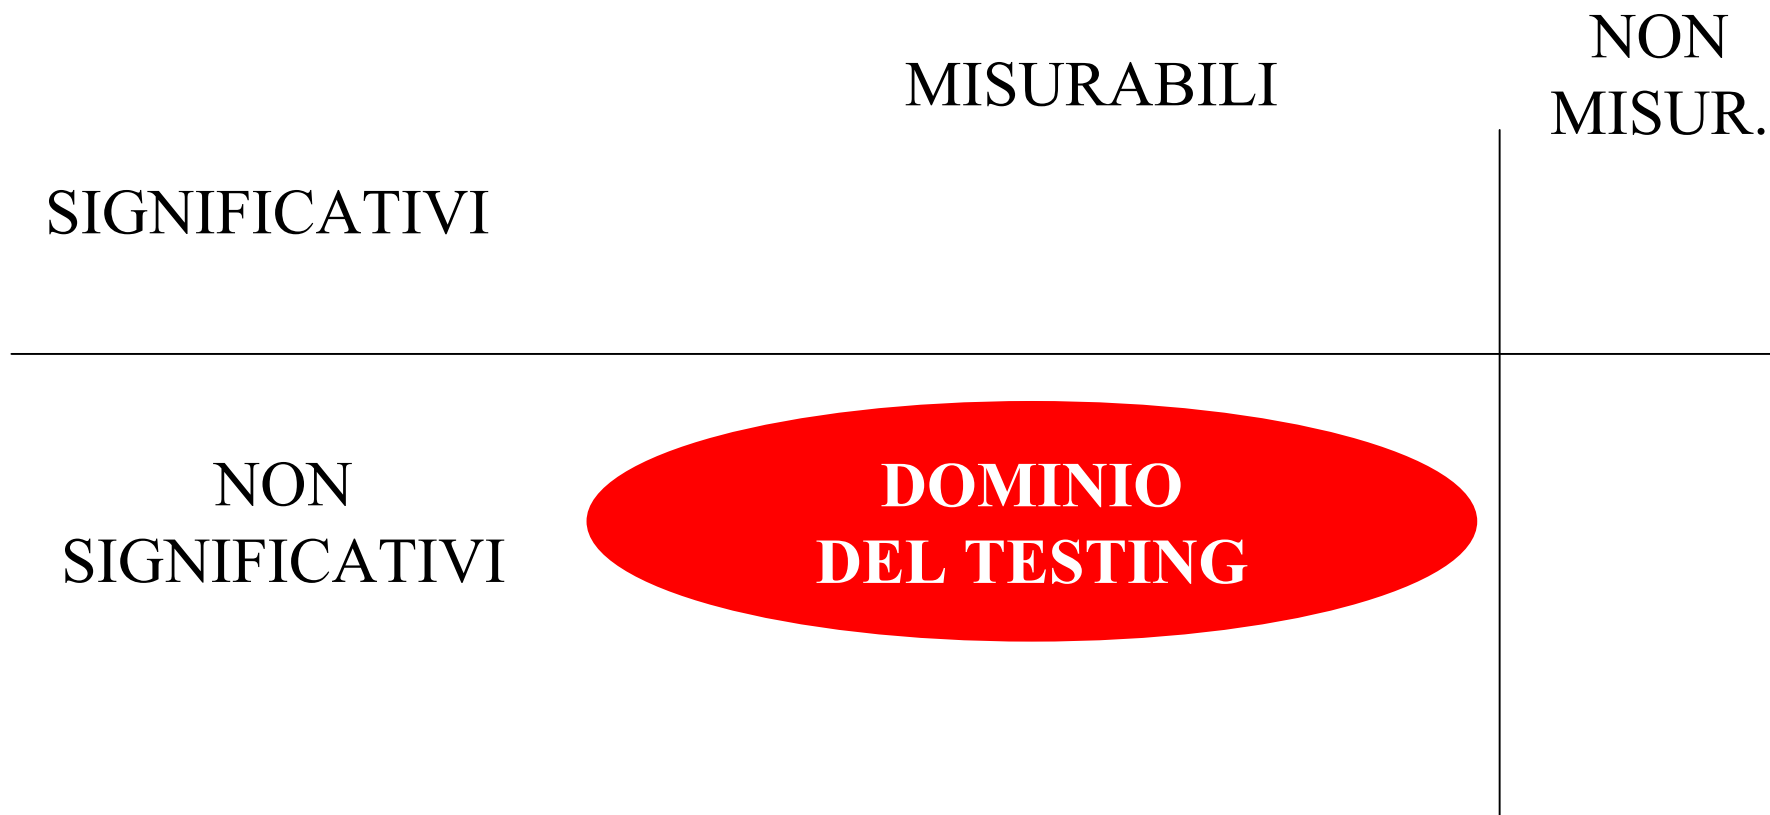 MISURABILI
NON
MISUR.
SIGNIFICATIVI
NON
SIGNIFICATIVI
DOMINIO
DEL TESTING